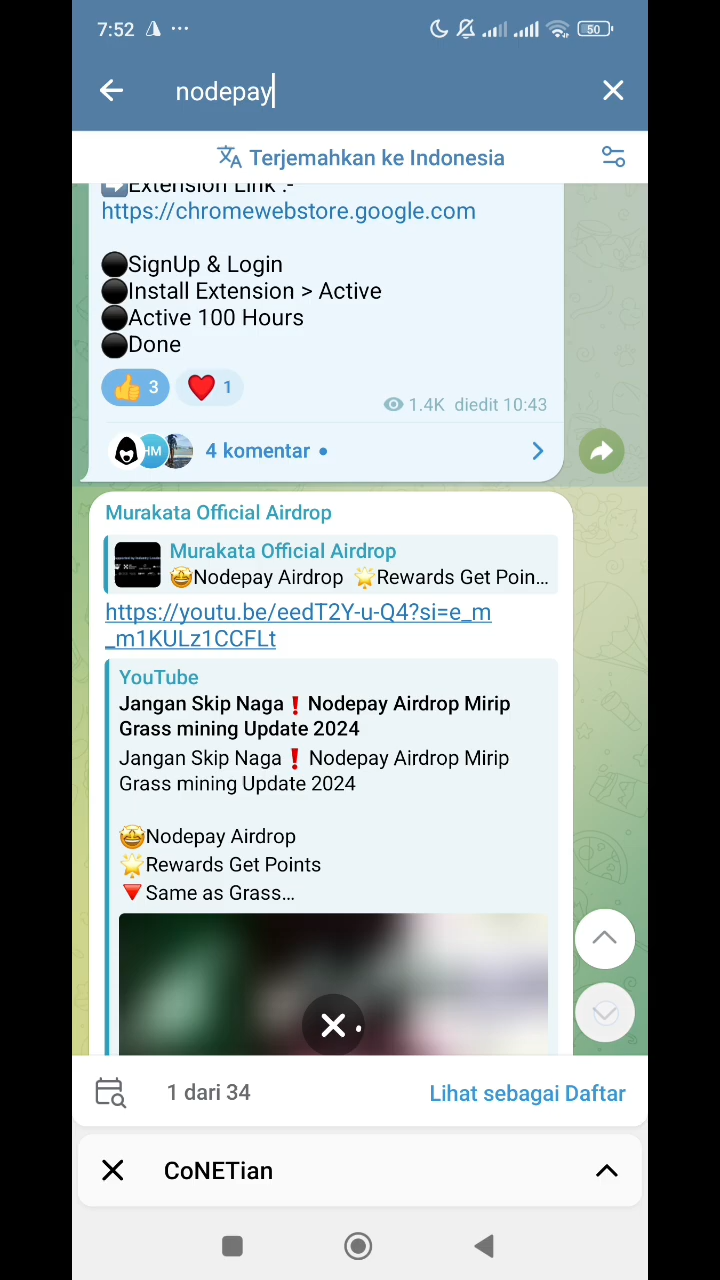 7:52
50
nodepay
Terjemahkan ke Indonesia
Extension Link :-
https://chromewebstore.google.com
SignUp & Login
Install Extension > Active
Active 100 Hours
Done
3
1
1.4K diedit 10:43
HM
4 komentar
Murakata Official Airdrop
Murakata Official Airdrop
🤩Nodepay Airdrop 🌟Rewards Get Poin...
https://youtu.be/eedT2Y-u-Q4?si=e_m
_m1KULz1CCFLt
YouTube
Jangan Skip Naga❗Nodepay Airdrop Mirip
Grass mining Update 2024
Jangan Skip Naga❗Nodepay Airdrop Mirip
Grass mining Update 2024
🤩Nodepay Airdrop
🌟Rewards Get Points
🔻Same as Grass...
1 dari 34
Lihat sebagai Daftar
CoNETian